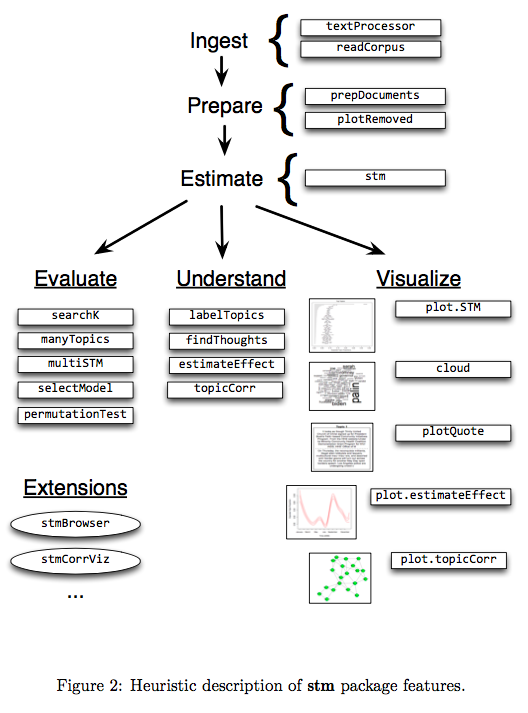 Ingest
textProcessor
readCorpus
Prepare
prepDocuments
plotRemoved
Estimate
stm
Evaluate
searchK
manyTopics
multiSTM
selectModel
permutationTest
Understand
labelTopics
findThoughts
estimateEffect
topicCorr
Visualize
plot.STM
cloud
palin
plotQuote
plot.estimateEffect
plot.topicCorr
Extensions
stmBrowser
stmCorrViz
...
Figure 2: Heuristic description of stm package features.